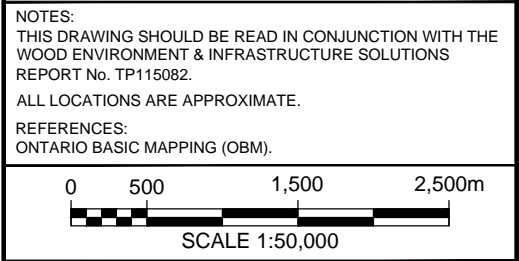 NOTES:
THIS DRAWING SHOULD BE READ IN CONJUNCTION WITH THE
WOOD ENVIRONMENT & INFRASTRUCTURE SOLUTIONS
REPORT No. TP115082.
ALL LOCATIONS ARE APPROXIMATE.
REFERENCES:
ONTARIO BASIC MAPPING (OBM).
0 500 1,500 2,500m
SCALE 1:50,000